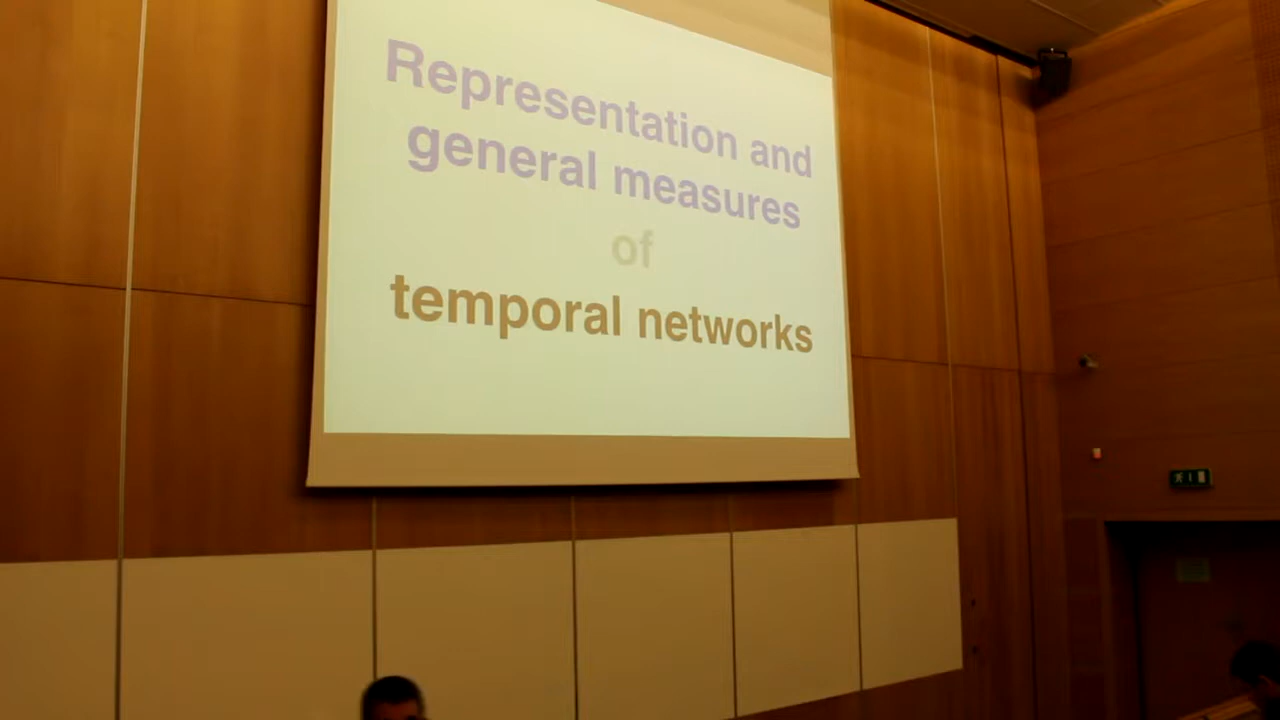 Representation and
general measures
of
temporal networks